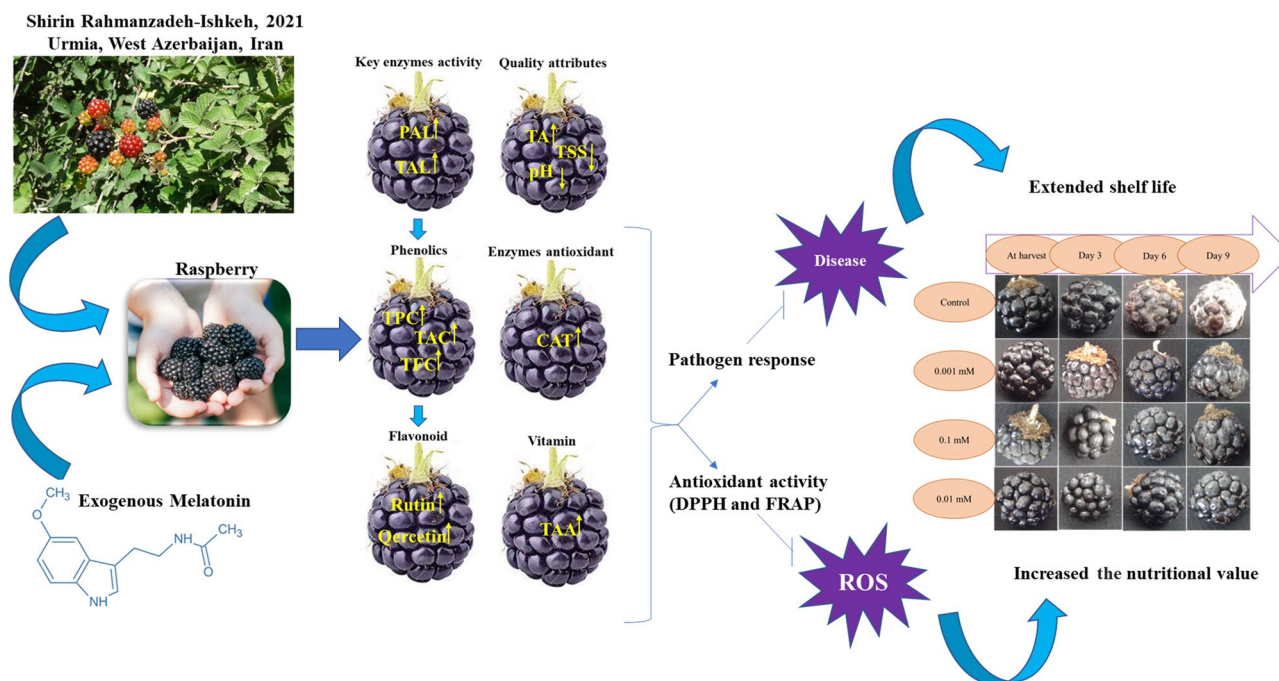 Shirin Rahmanzadeh-Ishkeh, 2021
Urmia, West Azerbaijan, Iran
Raspberry
Exogenous Melatonin
CH₃
O
NH
CH₃
O
NH
Key enzymes activity
PAL↑
TAL↑
Quality attributes
TA↑
TSS↓
pH↓
Phenolics
TPC↑
TAC↑
TFC↑
Enzymes antioxidant
CAT↑
Flavonoid
Rutin↑
Qercetin↑
Vitamin
TAA↑
Pathogen response
Antioxidant activity
(DPPH and FRAP)
Disease
ROS
Extended shelf life
At harvest
Day 3
Day 6
Day 9
Control
0.001 mM
0.1 mM
0.01 mM
Increased the nutritional value